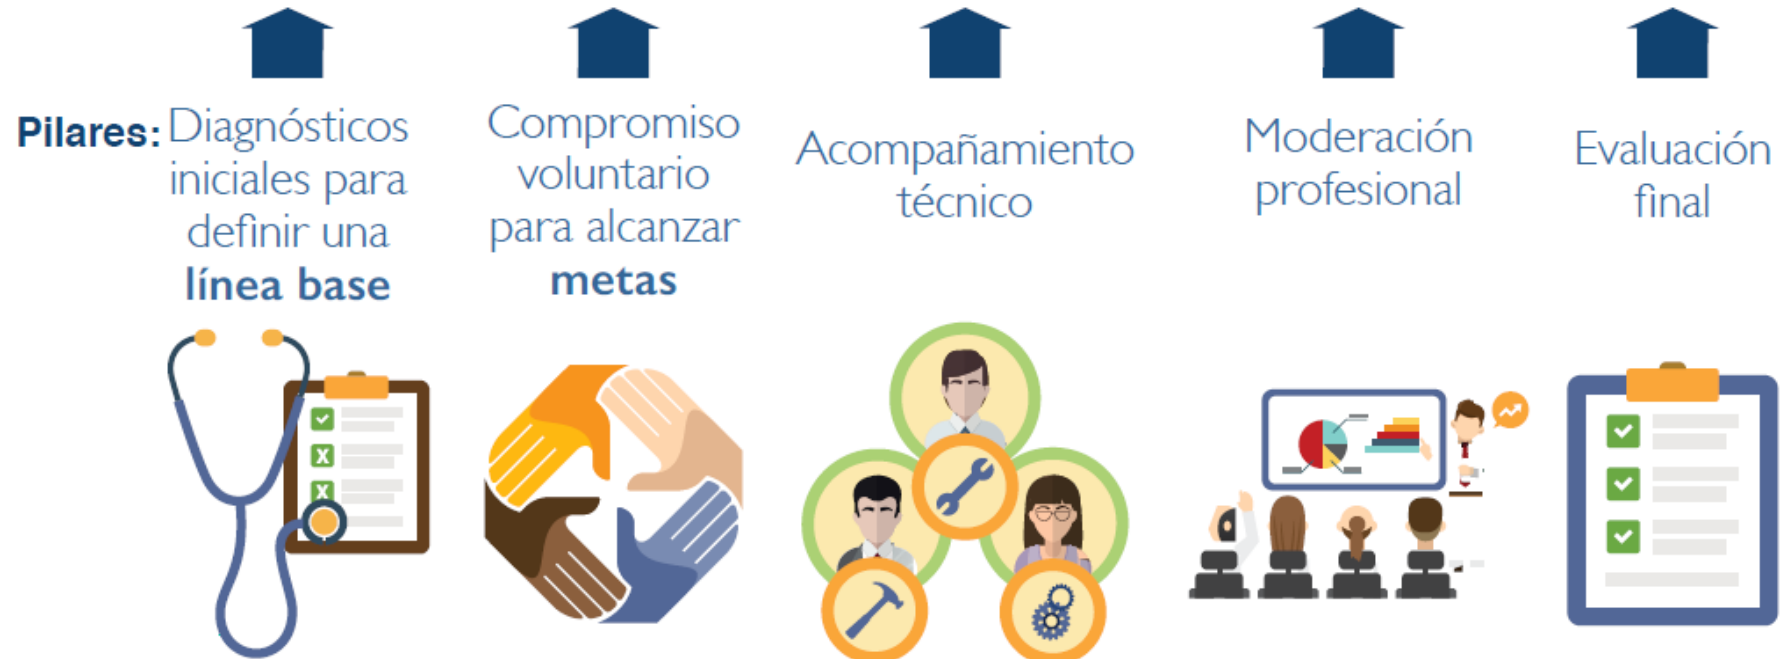 Pilares:
Diagnósticos
iniciales para
definir una
línea base
Compromiso
voluntario
para alcanzar
metas
Acompañamiento
técnico
Moderación
profesional
Evaluación
final